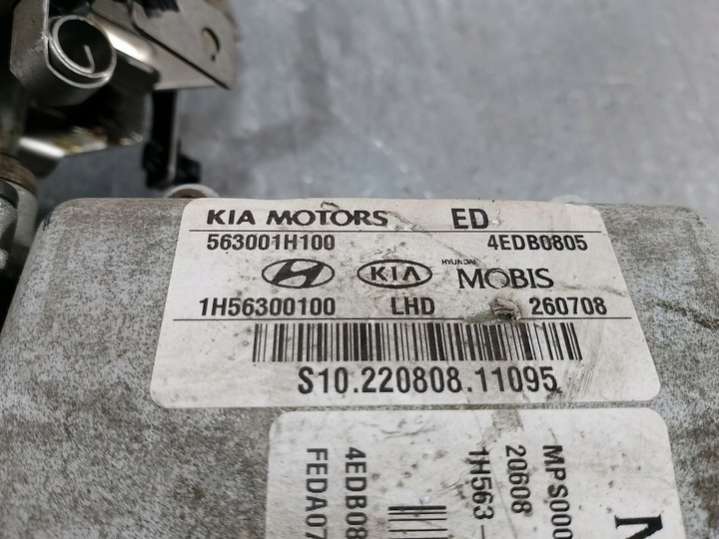 KIA MOTORS ED
563001H100 4EDB0805
KIA HYUNDAI MOBIS
1H56300100 LHD 260708
S10.220808.11095
4EDB08
FEDA07
MPS000
20608
1H563-